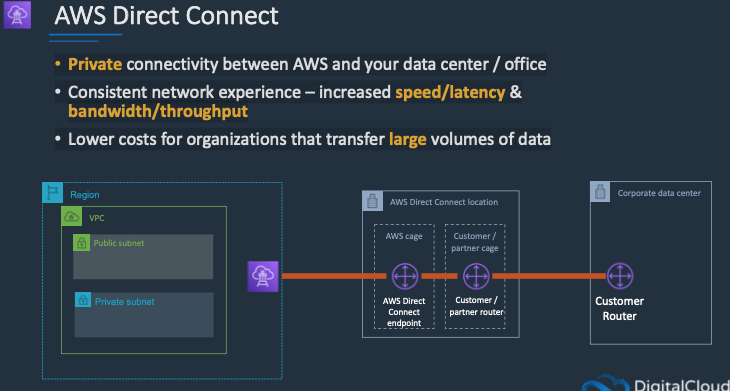 AWS Direct Connect
• Private connectivity between AWS and your data center / office
• Consistent network experience – increased speed/latency &
bandwidth/throughput
• Lower costs for organizations that transfer large volumes of data
Region
VPC
Public subnet
Private subnet
AWS Direct Connect location
AWS cage
Customer /
partner cage
AWS Direct
Connect
endpoint
Customer /
partner router
Corporate data center
Customer
Router
DigitalCloud